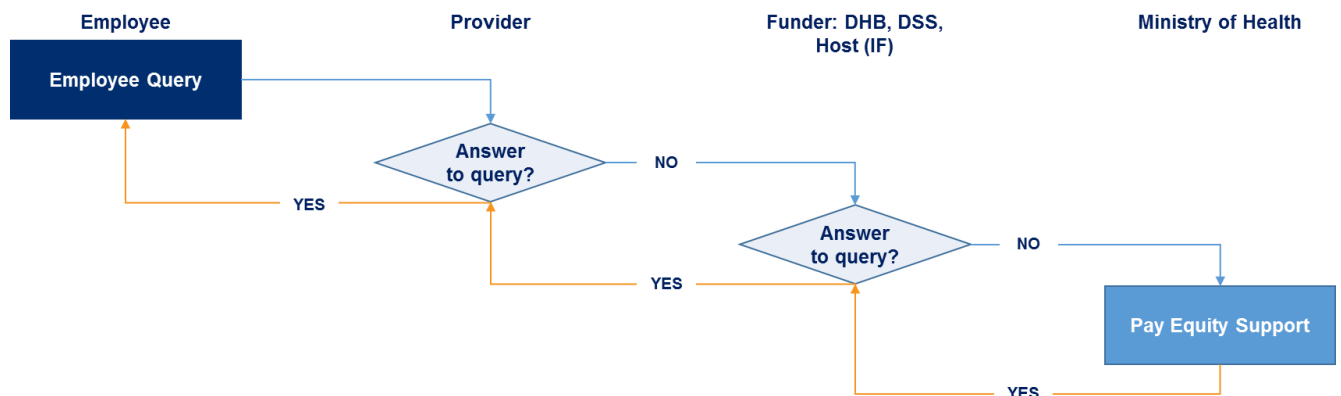 Employee
Provider
Funder: DHB, DSS,
Host (IF)
Ministry of Health
Employee Query
Answer
to query?
NO
YES
Answer
to query?
NO
YES
Pay Equity Support
YES